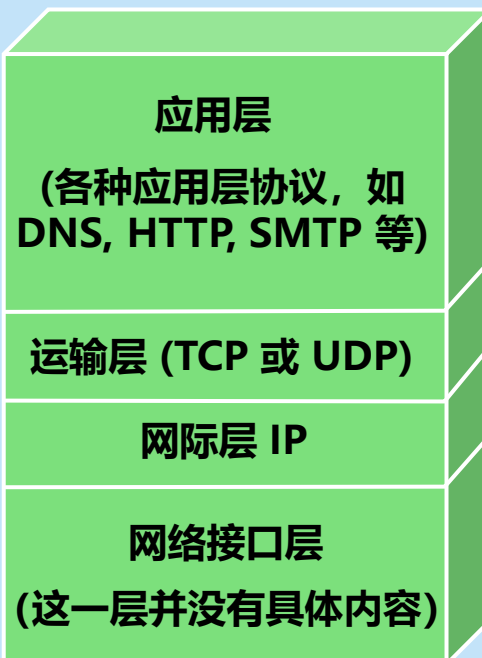 应用层
(各种应用层协议，如
DNS, HTTP, SMTP 等)
运输层 (TCP 或 UDP)
网际层 IP
网络接口层
(这一层并没有具体内容)